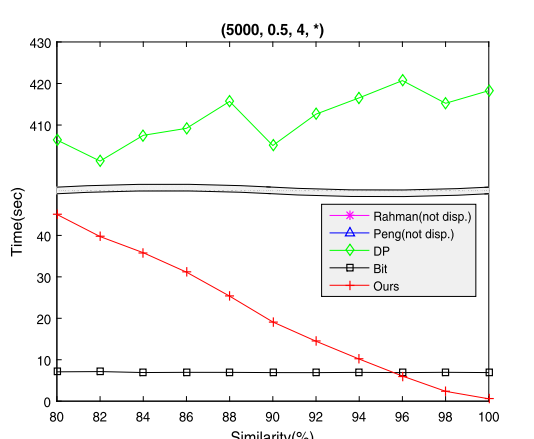 (5000, 0.5, 4, *)
430
420
410
40
30
20
10
0
Time(sec)
Rahman(not disp.)
Peng(not disp.)
DP
Bit
Ours
80 82 84 86 88 90 92 94 96 98 100
Similarity(%)